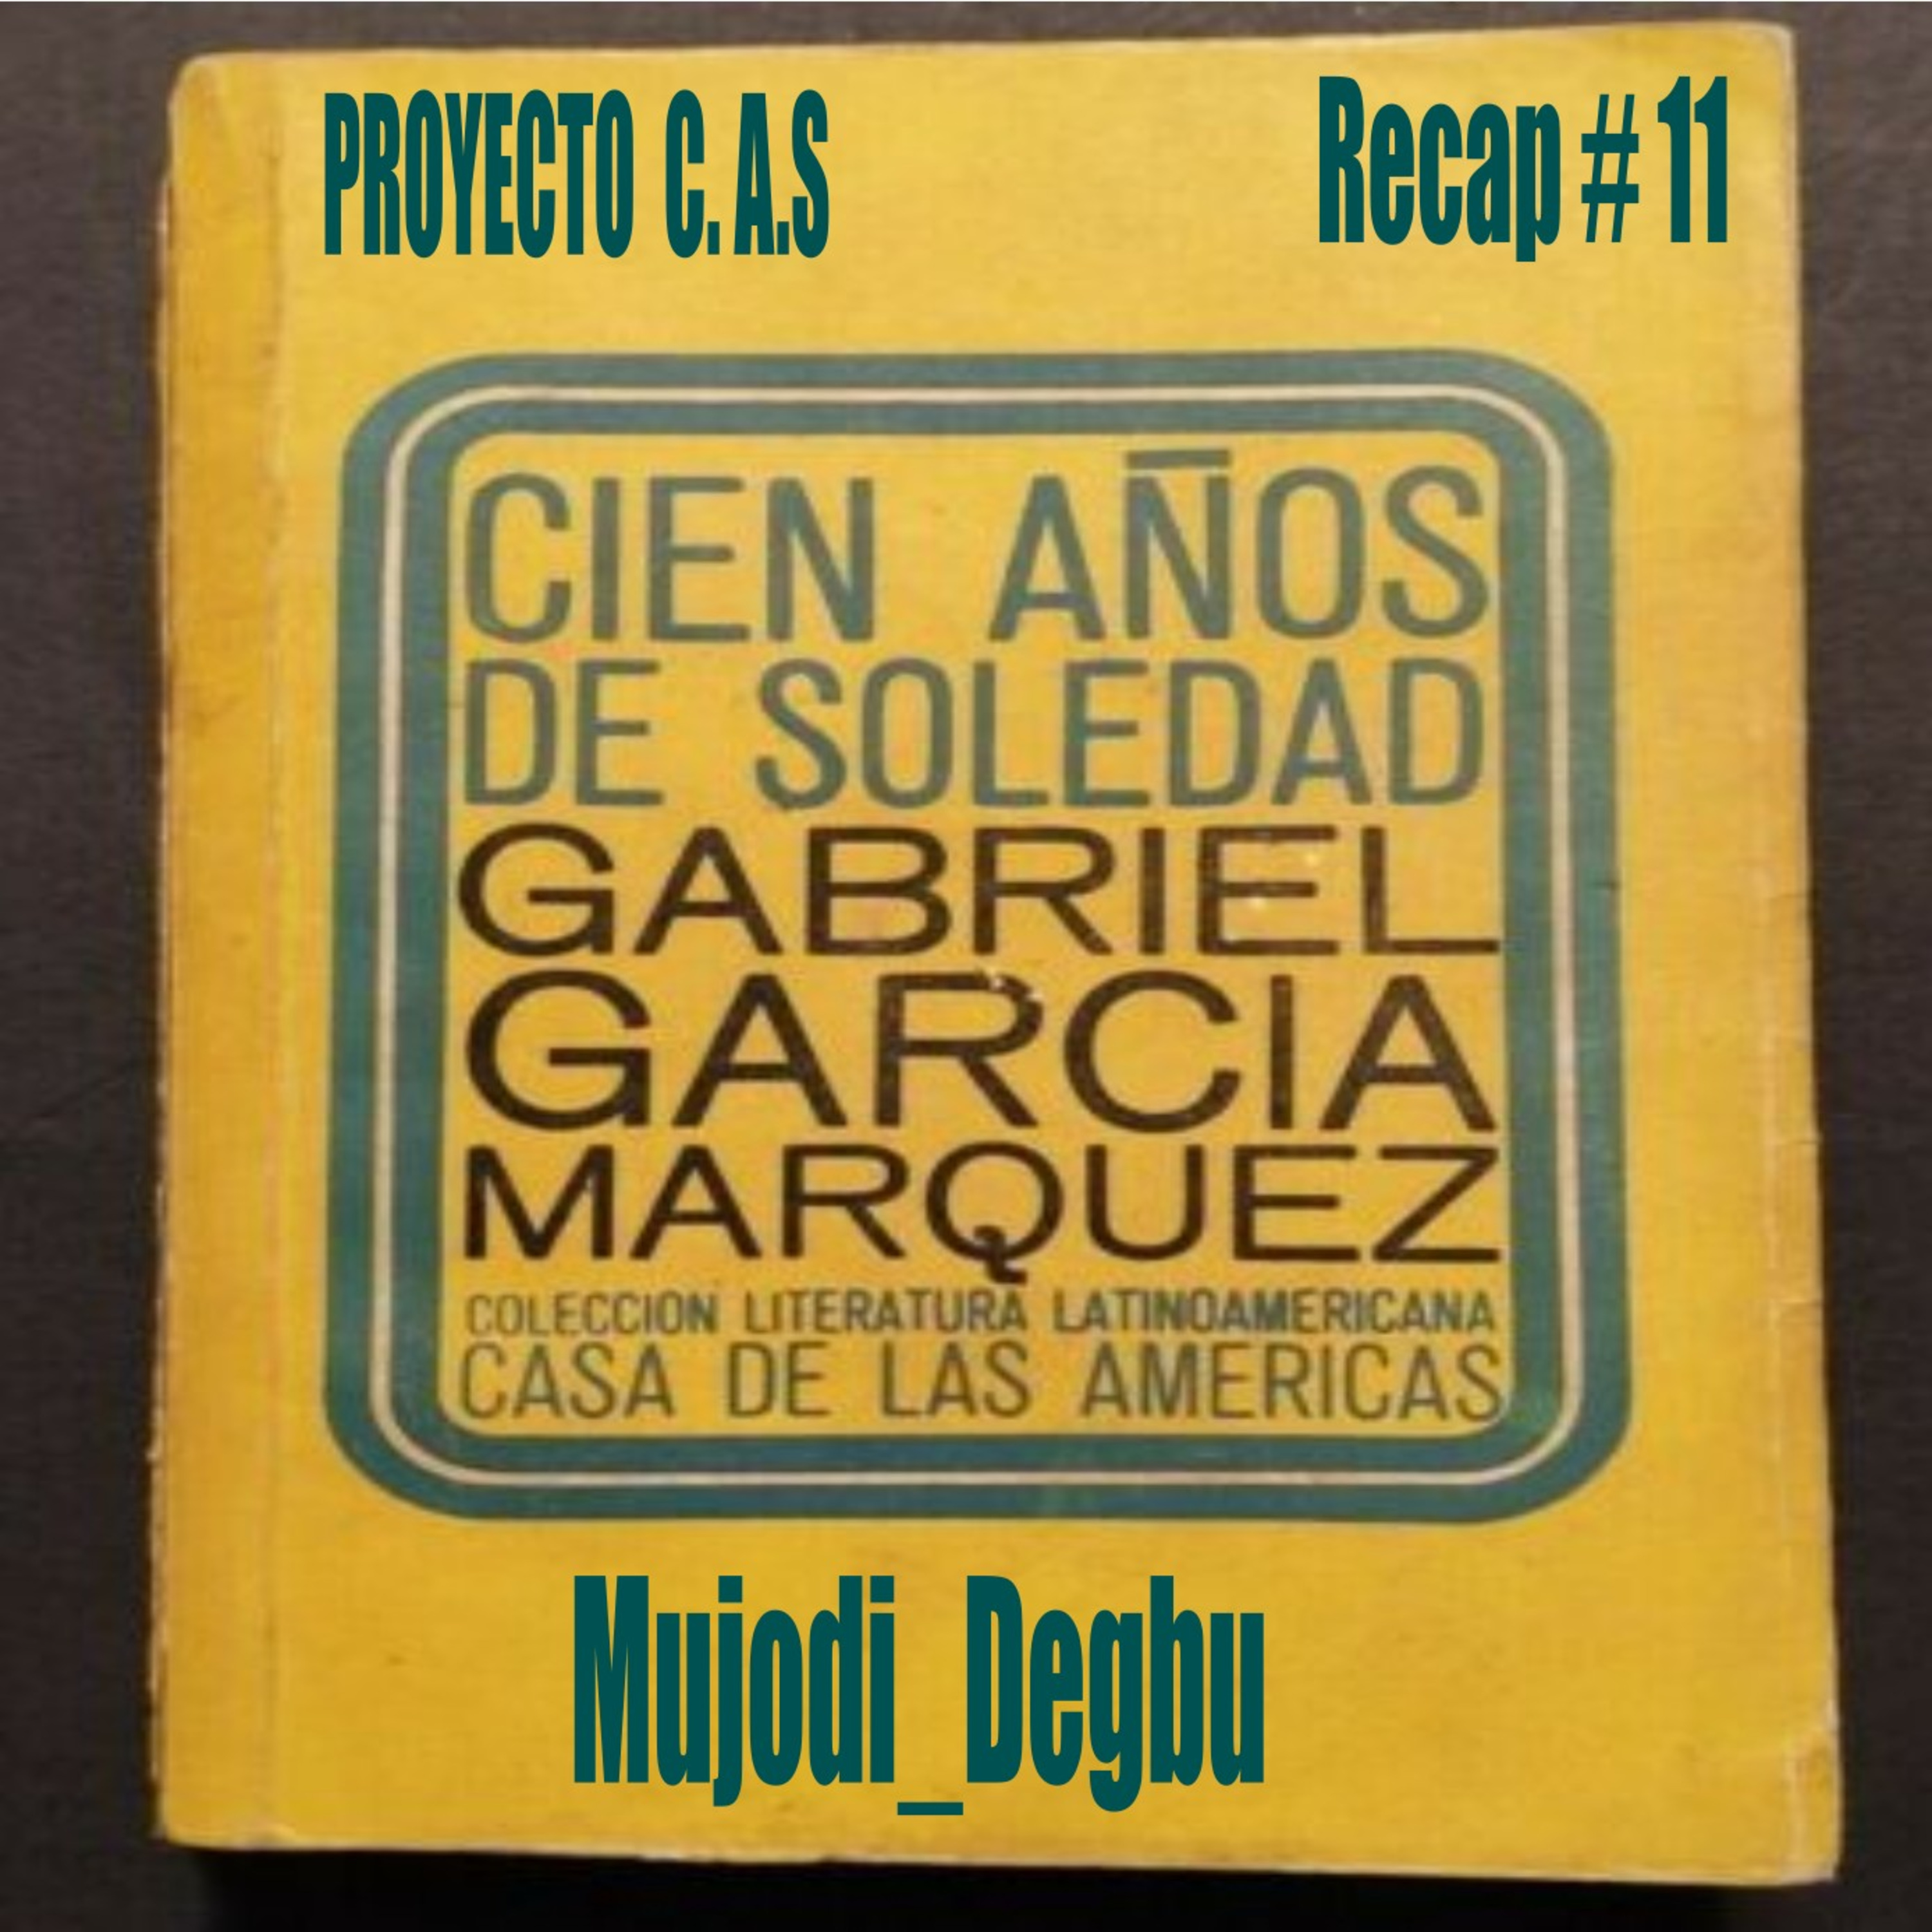 PROYECTO C. A.S
Recap # 11
CIEN AÑOS
DE SOLEDAD
GABRIEL
GARCIA
MARQUEZ
COLECCION LITERATURA LATINOAMERICANA
CASA DE LAS AMERICAS
Mujodi_Degbu